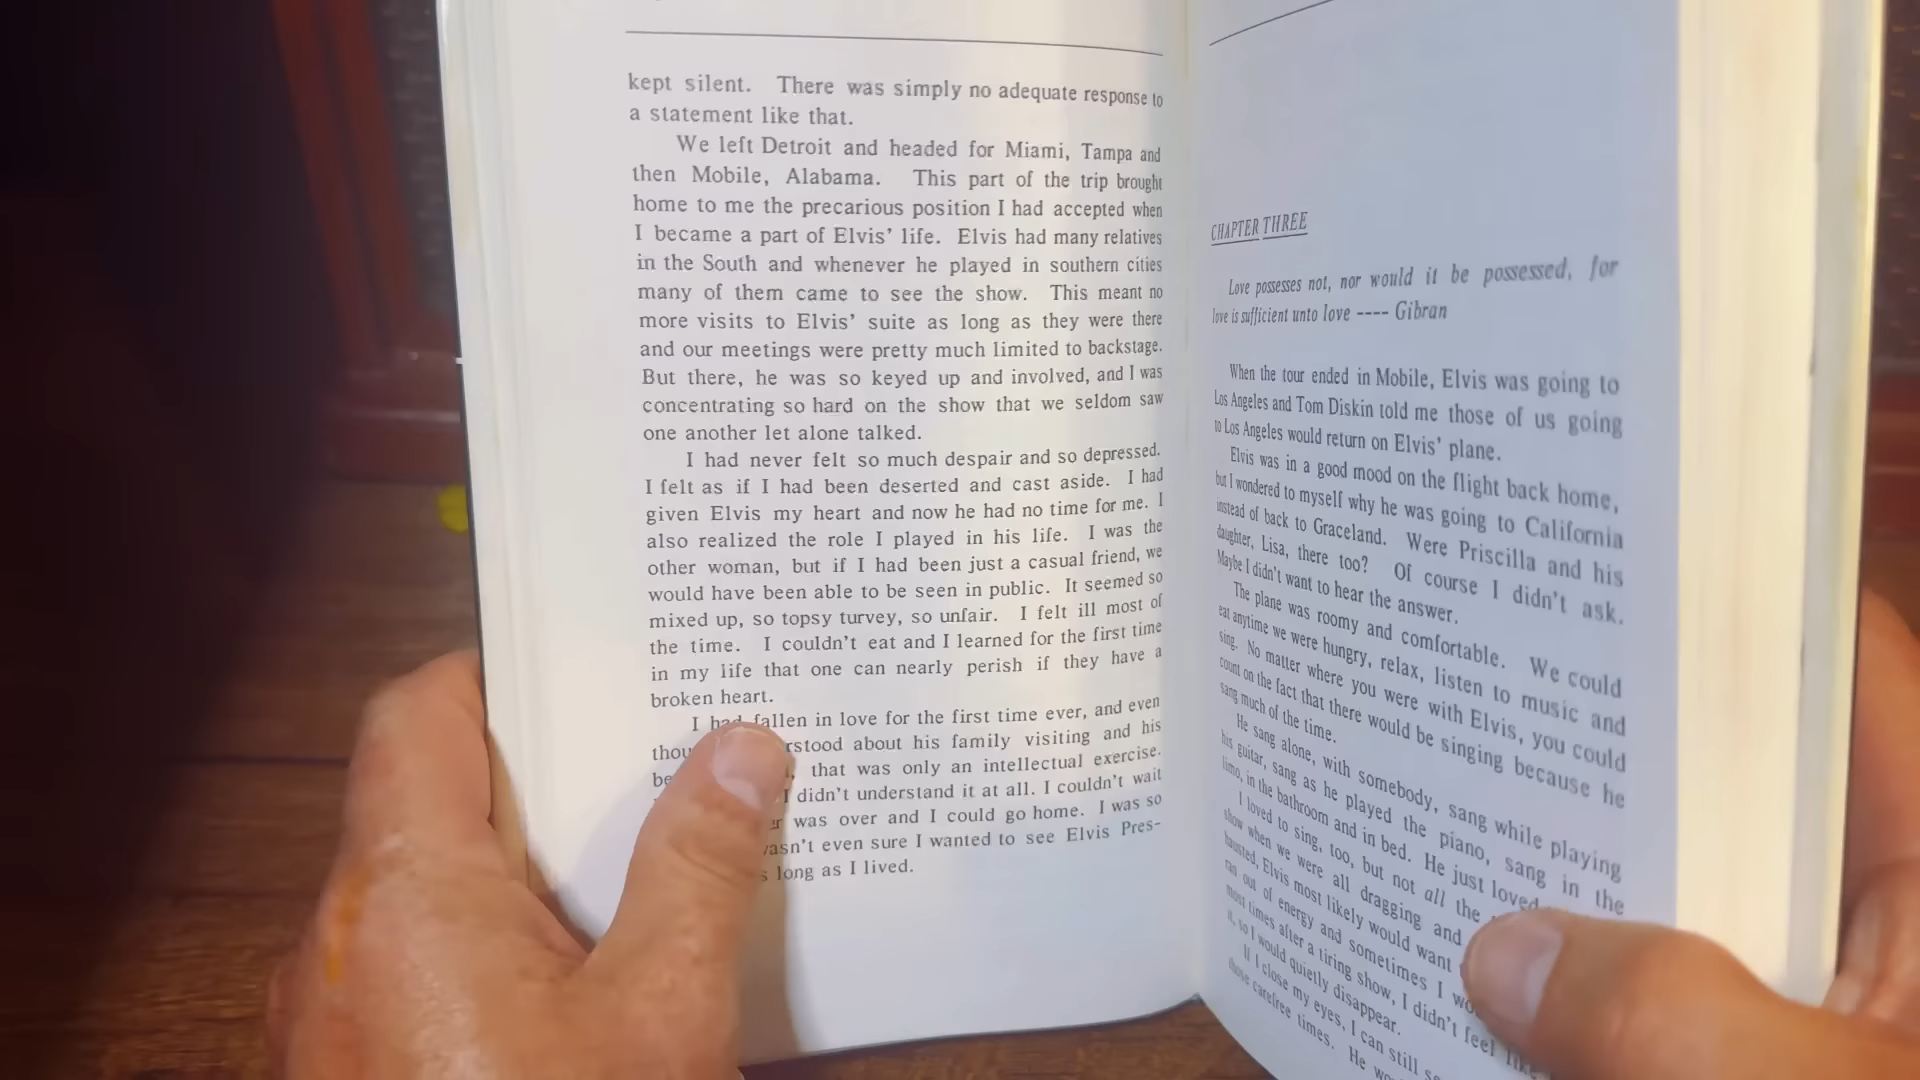 kept silent. There was simply no adequate response to
a statement like that.
We left Detroit and headed for Miami, Tampa and
then Mobile, Alabama. This part of the trip brought
home to me the precarious position I had accepted when
I became a part of Elvis' life. Elvis had many relatives
in the South and whenever he played in southern cities
many of them came to see the show. This meant no
more visits to Elvis' suite as long as they were there
and our meetings were pretty much limited to backstage.
But there, he was so keyed up and involved, and I was
concentrating so hard on the show that we seldom saw
one another let alone talked.
I had never felt so much despair and so depressed.
I felt as if I had been deserted and cast aside. I had
given Elvis my heart and now he had no time for me. I
also realized the role I played in his life. I was the
other woman, but if I had been just a casual friend, we
would have been able to be seen in public. It seemed so
mixed up, so topsy turvey, so unfair. I felt ill most of
the time. I couldn't eat and I learned for the first time
in my life that one can nearly perish if they have a
broken heart.
I had fallen in love for the first time ever, and even
about his family visiting and his
that was only an intellectual exercise.
I didn't understand it at all. I couldn't wait
was over and I could go home. I was so
wasn't even sure I wanted to see Elvis Pres-
long as I lived.
CHAPTER THREE
Love possesses not, nor would it be possessed, for
love is sufficient unto love ---- Gibran
When the tour ended in Mobile, Elvis was going to
Los Angeles and Tom Diskin told me those of us going
to Los Angeles would return on Elvis' plane.
Elvis was in a good mood on the flight back home,
but I wondered to myself why he was going to California
instead of back to Graceland. Were Priscilla and his
daughter, Lisa, there too? Of course I didn't ask.
Maybe I didn't want to hear the answer.
The plane was roomy and comfortable. We could
eat anytime we were hungry, relax, listen to music and
sing. No matter where you were with Elvis, you could
count on the fact that there would be singing because he
sang much of the time.
He sang alone, with somebody, sang while playing
his guitar, sang as he played the piano, sang in the
limo, in the bathroom and in bed. He just loved
I loved to sing, too, but not all the
show when we were all dragging and
hausted, Elvis most likely would want
ran out of energy and sometimes I
most times after a tiring show, I didn't feel like
it, so I would quietly disappear.
If I close my eyes, I can still
those carefree times. He